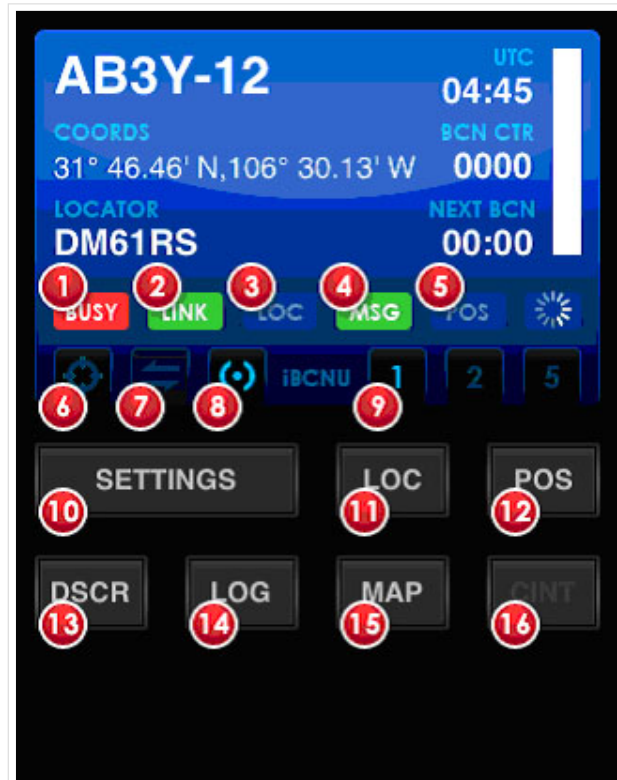 AB3Y-12
UTC
04:45
COORDS
BCN CTR
31° 46.46' N,106° 30.13' W
0000
LOCATOR
NEXT BCN
DM61RS
00:00
1 2 3 4 5
BUSY LINK LOC MSG POS
iBCNU 1 2 5
6 7 8 9
SETTINGS LOC POS
10 11 12
DSCR LOG MAP CINT
13 14 15 16